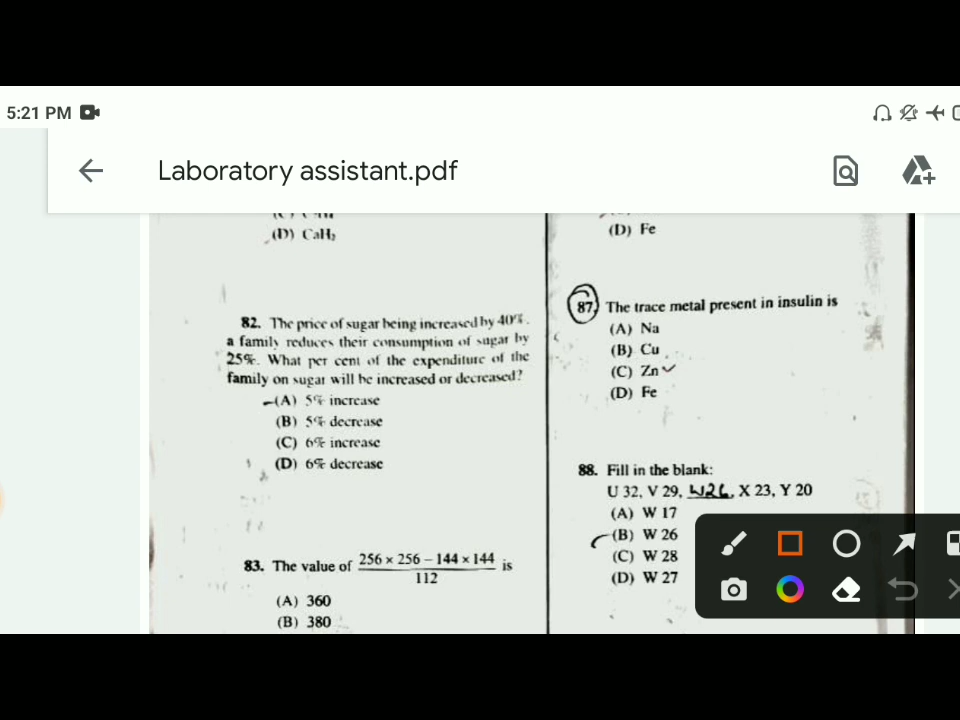 5:21 PM
Laboratory assistant.pdf
(D) CaH₂
82. The price of sugar being increased by 40%.
a family reduces their consumption of sugar by
25%. What per cent of the expenditure of the
family on sugar will be increased or decreased?
(A) 5% increase
(B) 5% decrease
(C) 6% increase
(D) 6% decrease
83. The value of 256 × 256 – 144 × 144 / 112 is
(A) 360
(B) 380
(D) Fe
87. The trace metal present in insulin is
(A) Na
(B) Cu
(C) Zn
(D) Fe
88. Fill in the blank:
U 32, V 29, W26, X 23, Y 20
(A) W 17
(B) W 26
(C) W 28
(D) W 27